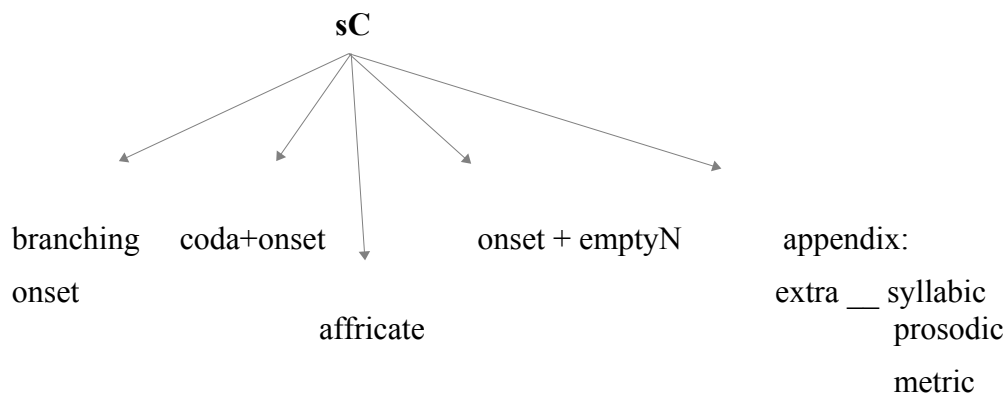 sC
branching coda+onset onset + emptyN appendix:
onset extra __ syllabic
affricate prosodic
metric